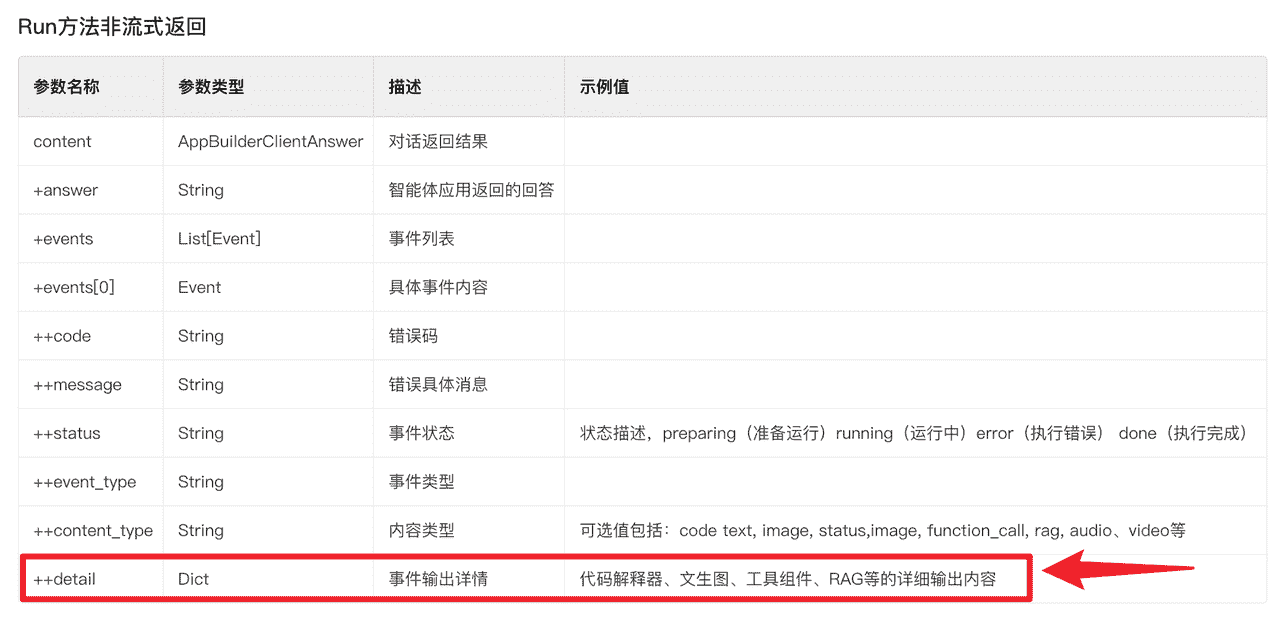 Run方法非流式返回
参数名称 参数类型 描述 示例值
content AppBuilderClientAnswer 对话返回结果
+answer String 智能体应用返回的回答
+events List[Event] 事件列表
+events[0] Event 具体事件内容
++code String 错误码
++message String 错误具体消息
++status String 事件状态 状态描述，preparing（准备运行）running（运行中）error（执行错误） done（执行完成）
++event_type String 事件类型
++content_type String 内容类型 可选值包括：code text, image, status,image, function_call, rag, audio、video等
++detail Dict 事件输出详情 代码解释器、文生图、工具组件、RAG等的详细输出内容